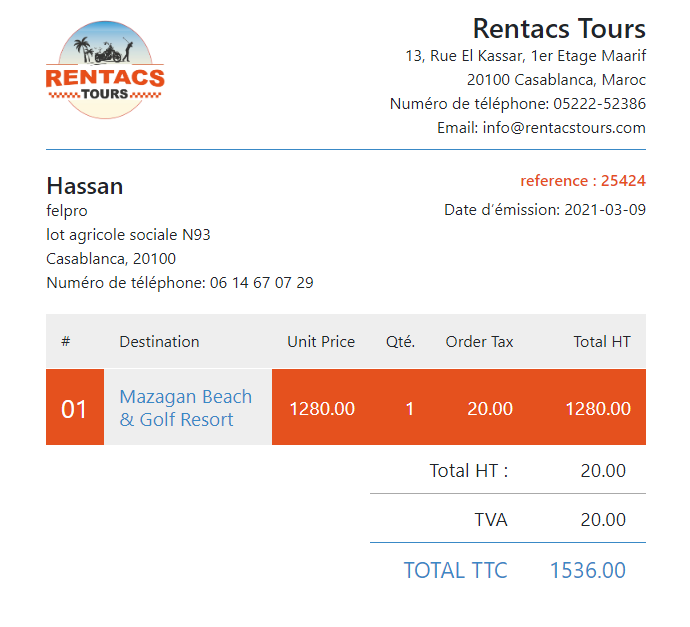 RENTACS
TOURS
Rentacs Tours
13, Rue El Kassar, 1er Etage Maarif
20100 Casablanca, Maroc
Numéro de téléphone: 05222-52386
Email: info@rentacstours.com
Hassan
felpro
lot agricole sociale N93
Casablanca, 20100
Numéro de téléphone: 06 14 67 07 29
reference : 25424
Date d’émission: 2021-03-09
# Destination Unit Price Qté. Order Tax Total HT
01 Mazagan Beach & Golf Resort 1280.00 1 20.00 1280.00
Total HT : 20.00
TVA 20.00
TOTAL TTC 1536.00